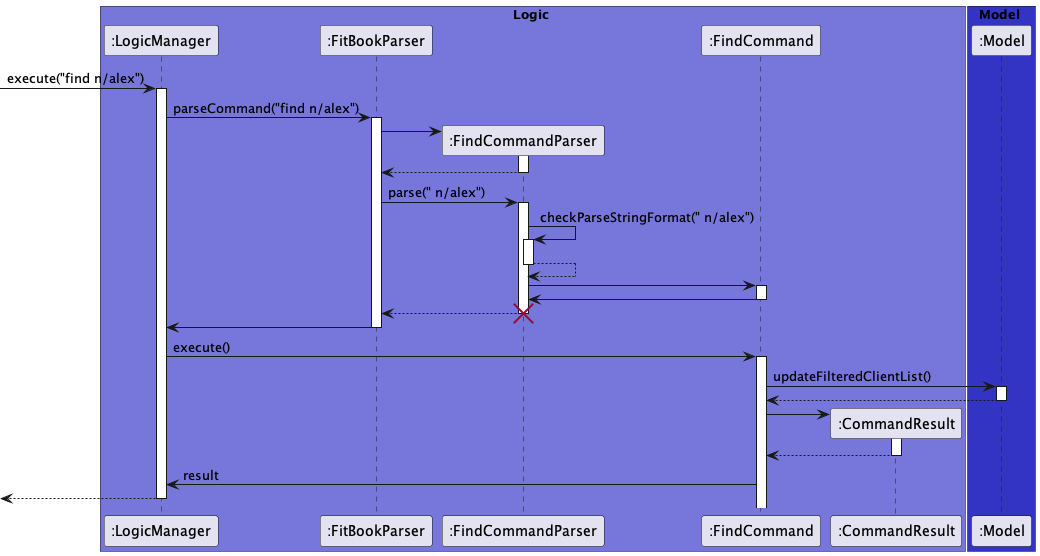 Logic
Model
:LogicManager
:FitBookParser
:FindCommand
:Model
execute("find n/alex")
parseCommand("find n/alex")
:FindCommandParser
parse(" n/alex")
checkParseStringFormat(" n/alex")
execute()
updateFilteredClientList()
:CommandResult
result
:LogicManager
:FitBookParser
:FindCommandParser
:FindCommand
:CommandResult
:Model